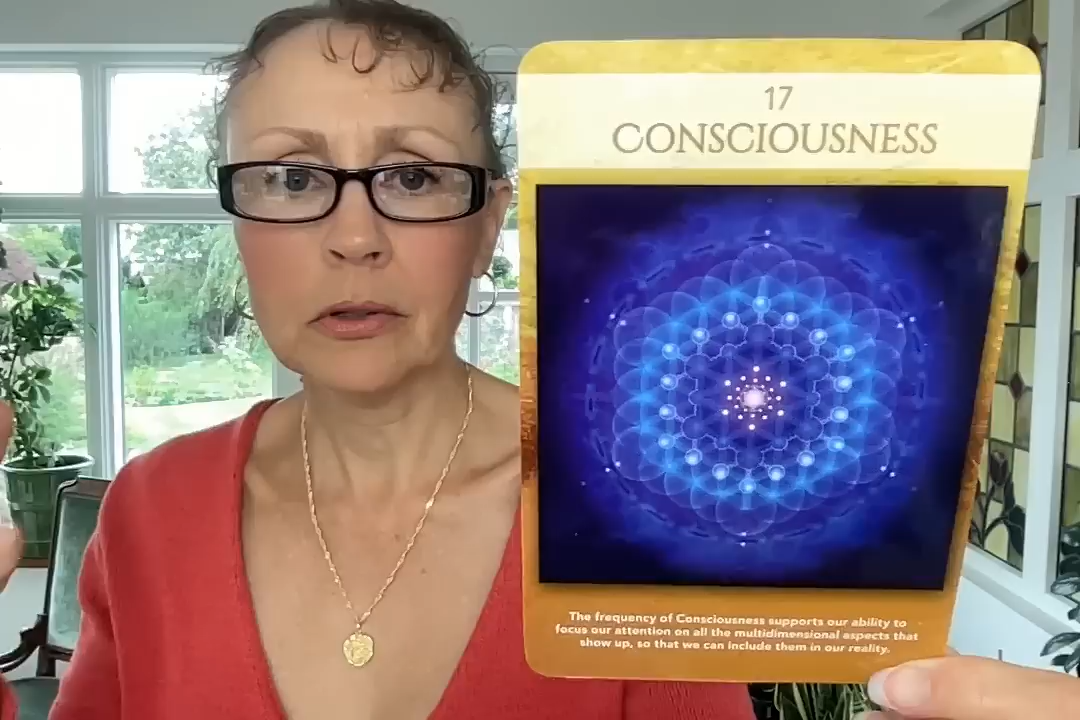 17
CONSCIOUSNESS
The frequency of Consciousness supports our ability to
focus our attention on all the multidimensional aspects that
show up, so that we can include them in our reality.